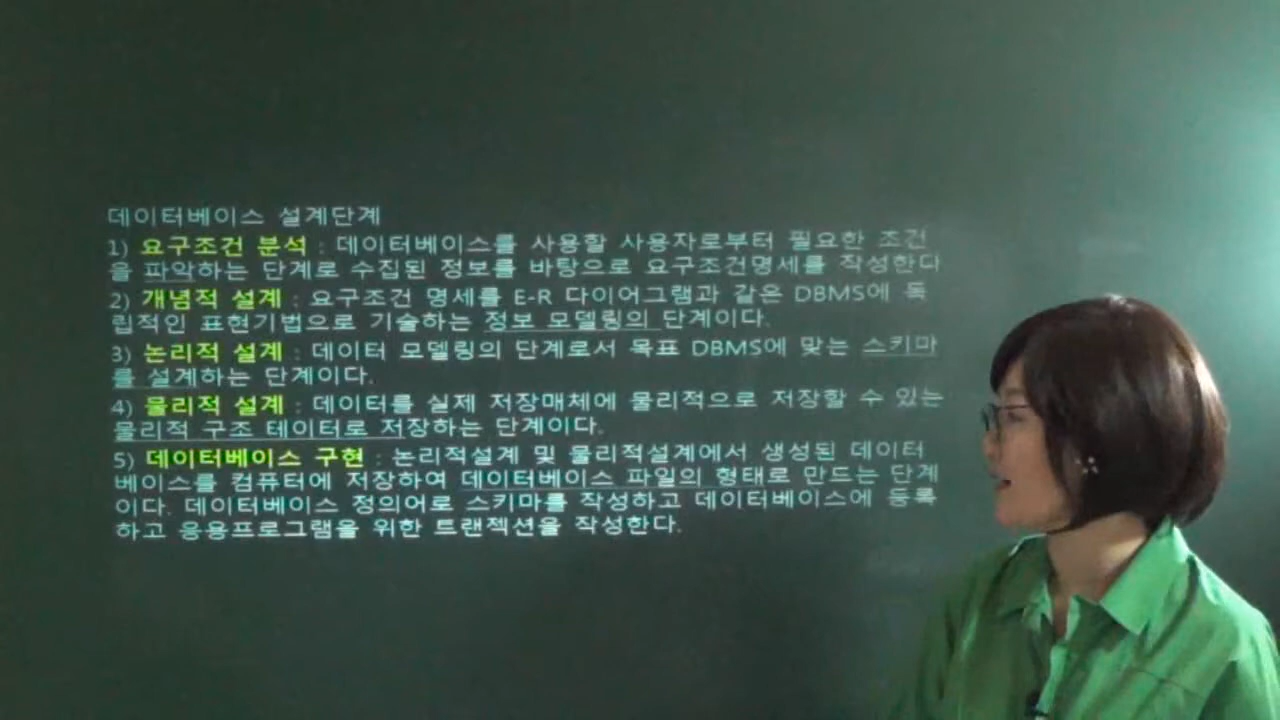 데이터베이스 설계단계
1) 요구조건 분석 : 데이터베이스를 사용할 사용자로부터 필요한 조건
을 파악하는 단계로 수집된 정보를 바탕으로 요구조건명세를 작성한다
2) 개념적 설계 : 요구조건 명세를 E-R 다이어그램과 같은 DBMS에 독
립적인 표현기법으로 기술하는 정보 모델링의 단계이다.
3) 논리적 설계 : 데이터 모델링의 단계로서 목표 DBMS에 맞는 스키마
를 설계하는 단계이다.
4) 물리적 설계 : 데이터를 실제 저장매체에 물리적으로 저장할 수 있는
물리적 구조 테이터로 저장하는 단계이다.
5) 데이터베이스 구현 : 논리적설계 및 물리적설계에서 생성된 데이터
베이스를 컴퓨터에 저장하여 데이터베이스 파일의 형태로 만드는 단계
이다. 데이터베이스 정의어로 스키마를 작성하고 데이터베이스에 등록
하고 응용프로그램을 위한 트랜젝션을 작성한다.